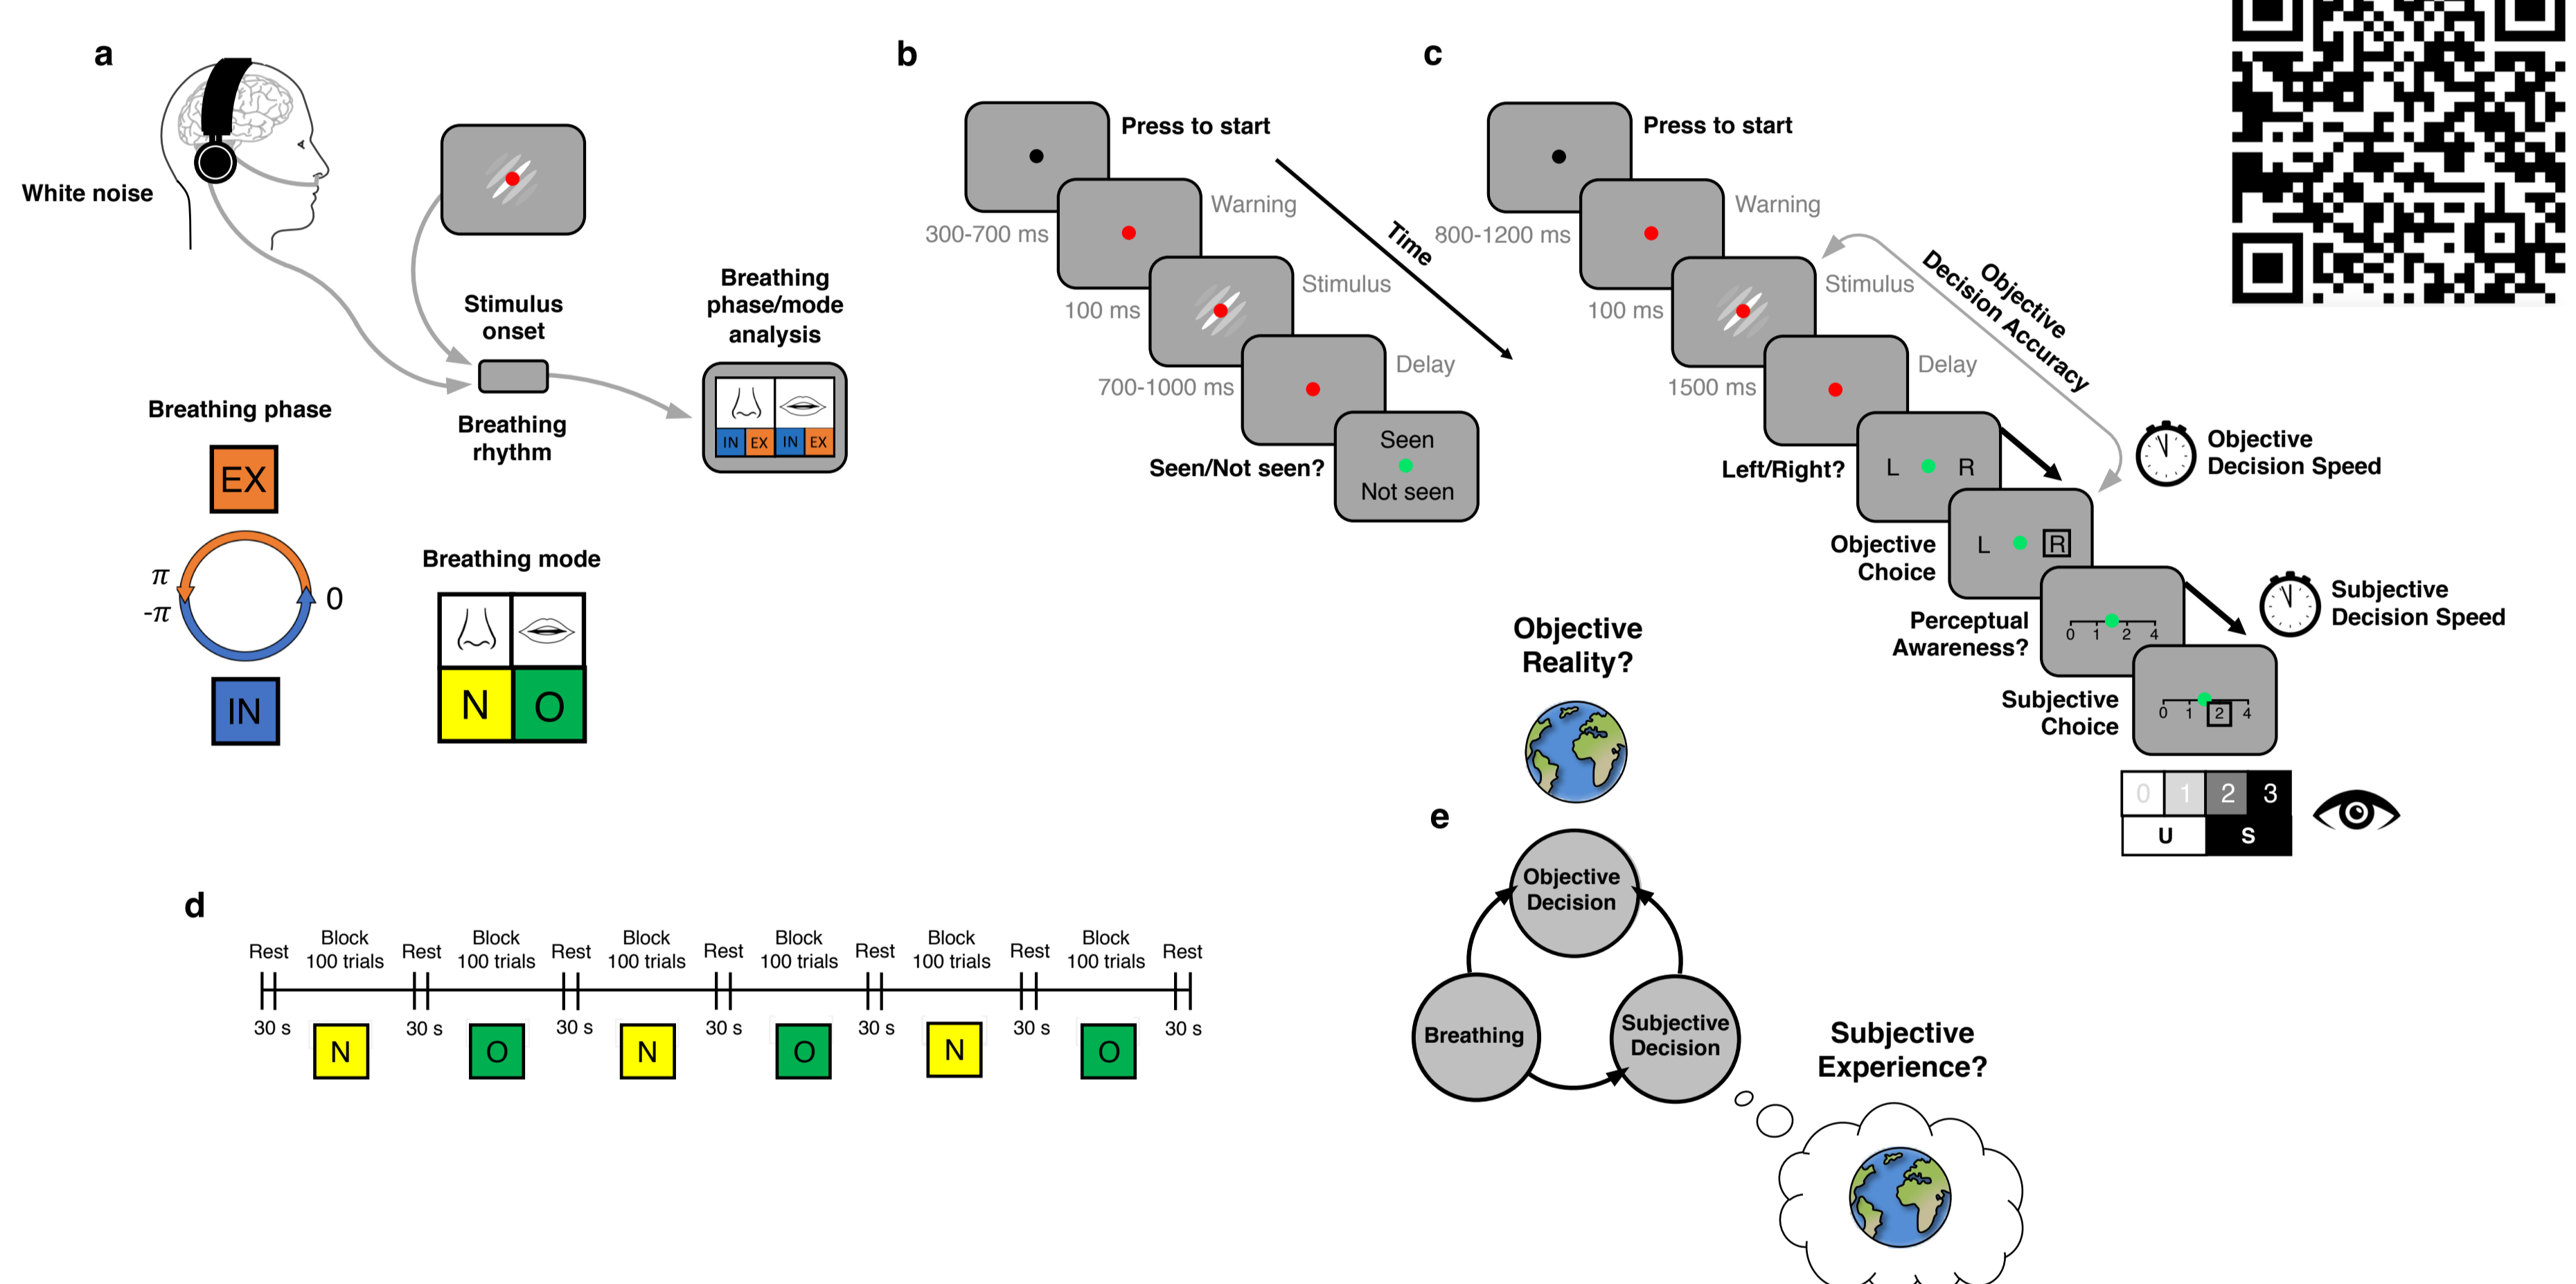 a
White noise
Stimulus
onset
Breathing
rhythm
Breathing
phase/mode
analysis
IN EX IN EX
Breathing phase
EX
π
-π
0
IN
Breathing mode
N O
b
Press to start
Warning
300-700 ms
Stimulus
100 ms
Delay
700-1000 ms
Seen/Not seen?
Seen
Not seen
Time
c
Press to start
Warning
800-1200 ms
Stimulus
100 ms
Delay
1500 ms
Left/Right?
L R
Objective
Decision Accuracy
Objective
Decision Speed
Objective
Choice
L R
Perceptual
Awareness?
0 1 2 4
Subjective
Decision Speed
Subjective
Choice
0 1 2 4
0 1 2 3
U S
d
Rest Block Rest Block Rest Block Rest Block Rest Block Rest Block Rest
100 trials 100 trials 100 trials 100 trials 100 trials 100 trials
30 s 30 s 30 s 30 s 30 s 30 s 30 s
N O N O N O
Objective
Reality?
e
Objective
Decision
Breathing
Subjective
Decision
Subjective
Experience?